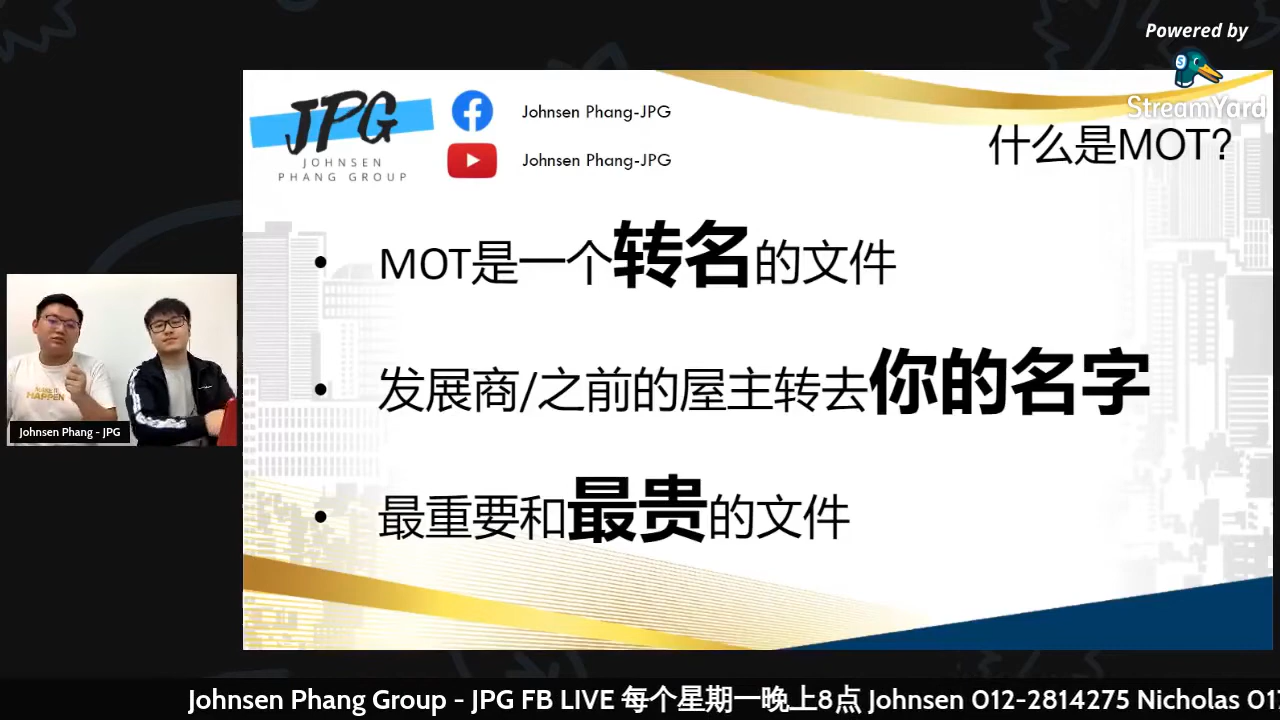 Powered by
StreamYard
JPG
JOHNSEN
PHANG GROUP
Johnsen Phang-JPG
Johnsen Phang-JPG
什么是MOT?
• MOT是一个转名的文件
• 发展商/之前的屋主转去你的名字
• 最重要和最贵的文件
HAPPEN
Johnsen Phang - JPG
Johnsen Phang Group - JPG FB LIVE 每个星期一晚上8点 Johnsen 012-2814275 Nicholas 01